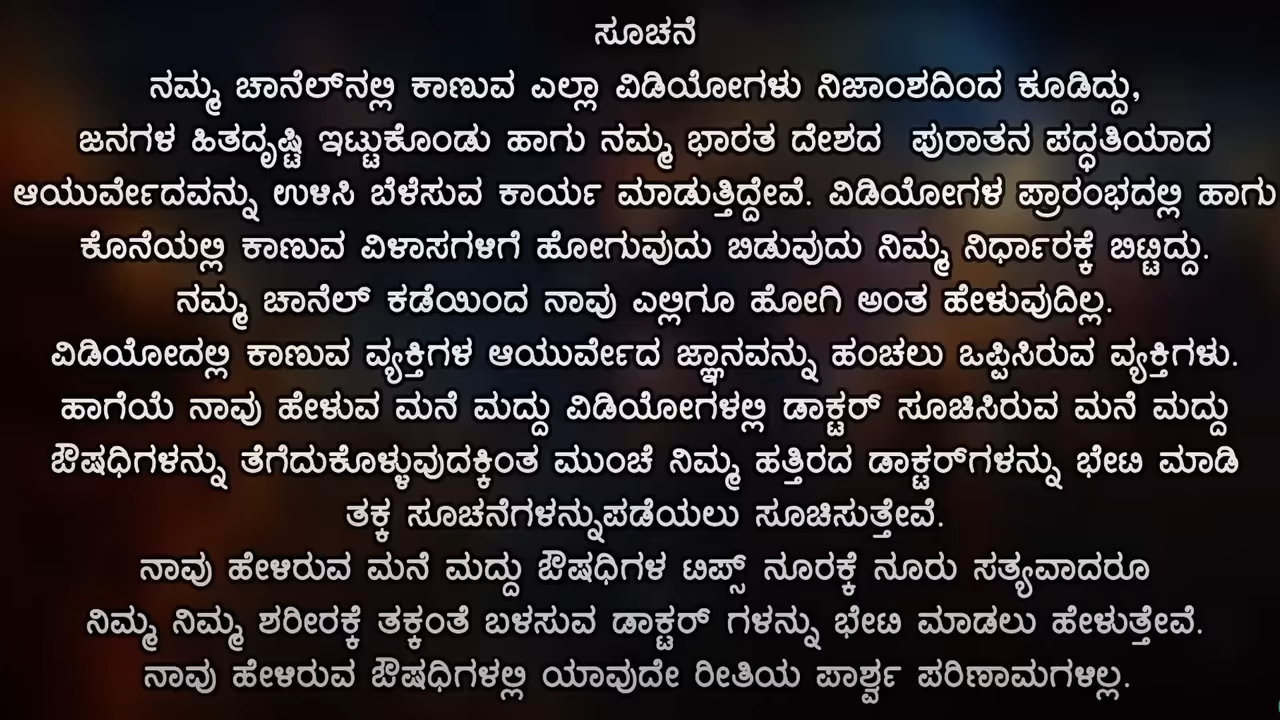 ಸೂಚನೆ
ನಮ್ಮ ಚಾನೆಲ್‌ನಲ್ಲಿ ಕಾಣುವ ಎಲ್ಲಾ ವಿಡಿಯೋಗಳು ನಿಜಾಂಶದಿಂದ ಕೂಡಿದ್ದು,
ಜನಗಳ ಹಿತದೃಷ್ಟಿ ಇಟ್ಟುಕೊಂಡು ಹಾಗು ನಮ್ಮ ಭಾರತ ದೇಶದ ಪುರಾತನ ಪದ್ಧತಿಯಾದ
ಆಯುರ್ವೇದವನ್ನು ಉಳಿಸಿ ಬೆಳೆಸುವ ಕಾರ್ಯ ಮಾಡುತ್ತಿದ್ದೇವೆ. ವಿಡಿಯೋಗಳ ಪ್ರಾರಂಭದಲ್ಲಿ ಹಾಗು
ಕೊನೆಯಲ್ಲಿ ಕಾಣುವ ವಿಳಾಸಗಳಿಗೆ ಹೋಗುವುದು ಬಿಡುವುದು ನಿಮ್ಮ ನಿರ್ಧಾರಕ್ಕೆ ಬಿಟ್ಟಿದ್ದು.
ನಮ್ಮ ಚಾನೆಲ್ ಕಡೆಯಿಂದ ನಾವು ಎಲ್ಲಿಗೂ ಹೋಗಿ ಅಂತ ಹೇಳುವುದಿಲ್ಲ.
ವಿಡಿಯೋದಲ್ಲಿ ಕಾಣುವ ವ್ಯಕ್ತಿಗಳ ಆಯುರ್ವೇದ ಜ್ಞಾನವನ್ನು ಹಂಚಲು ಒಪ್ಪಿಸಿರುವ ವ್ಯಕ್ತಿಗಳು.
ಹಾಗೆಯೆ ನಾವು ಹೇಳುವ ಮನೆ ಮದ್ದು ವಿಡಿಯೋಗಳಲ್ಲಿ ಡಾಕ್ಟರ್ ಸೂಚಿಸಿರುವ ಮನೆ ಮದ್ದು
ಔಷಧಿಗಳನ್ನು ತೆಗೆದುಕೊಳ್ಳುವುದಕ್ಕಿಂತ ಮುಂಚೆ ನಿಮ್ಮ ಹತ್ತಿರದ ಡಾಕ್ಟರ್‌ಗಳನ್ನು ಭೇಟಿ ಮಾಡಿ
ತಕ್ಕ ಸೂಚನೆಗಳನ್ನುಪಡೆಯಲು ಸೂಚಿಸುತ್ತೇವೆ.
ನಾವು ಹೇಳಿರುವ ಮನೆ ಮದ್ದು ಔಷಧಿಗಳ ಟಿಪ್ಸ್ ನೂರಕ್ಕೆ ನೂರು ಸತ್ಯವಾದರೂ
ನಿಮ್ಮ ನಿಮ್ಮ ಶರೀರಕ್ಕೆ ತಕ್ಕಂತೆ ಬಳಸುವ ಡಾಕ್ಟರ್ ಗಳನ್ನು ಭೇಟಿ ಮಾಡಲು ಹೇಳುತ್ತೇವೆ.
ನಾವು ಹೇಳಿರುವ ಔಷಧಿಗಳಲ್ಲಿ ಯಾವುದೇ ರೀತಿಯ ಪಾರ್ಶ್ವ ಪರಿಣಾಮಗಳಿಲ್ಲ.